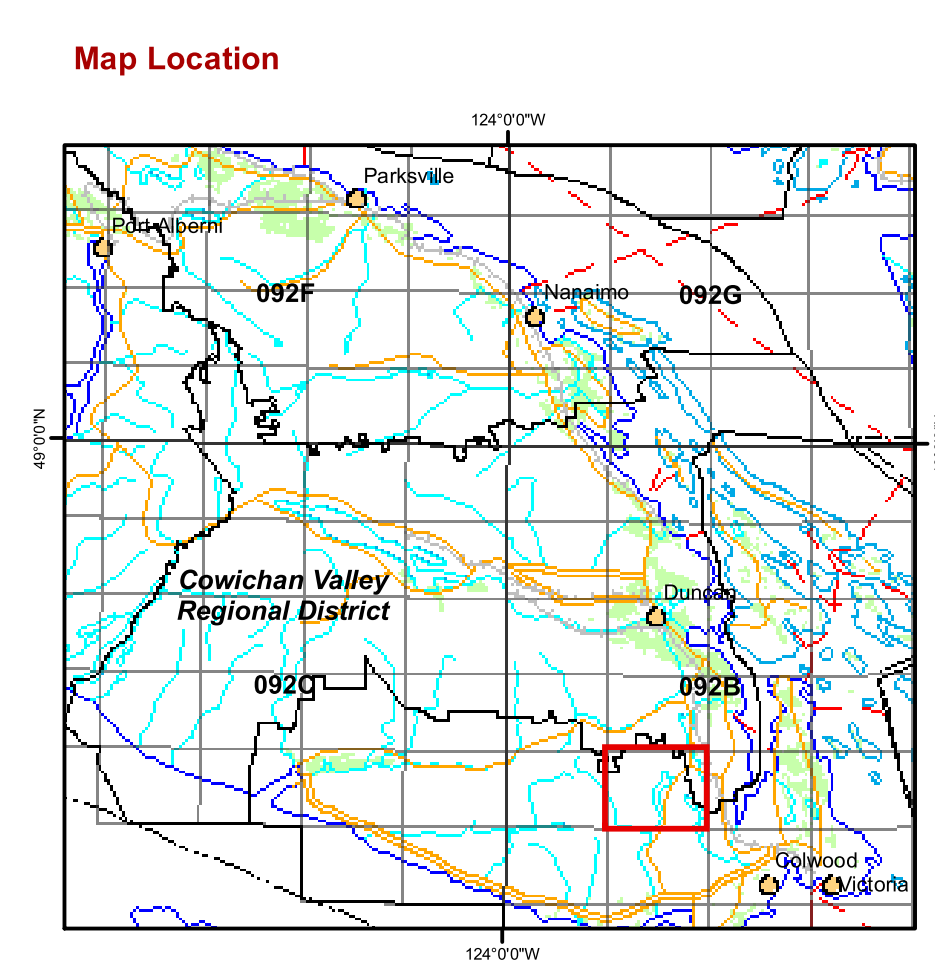 Map Location
124°0'0"W
Parksville
Port Alberni
092F
Nanaimo
092G
49°0'0"N
Cowichan Valley
Regional District
Duncan
092C
092B
Colwood
Victoria
124°0'0"W